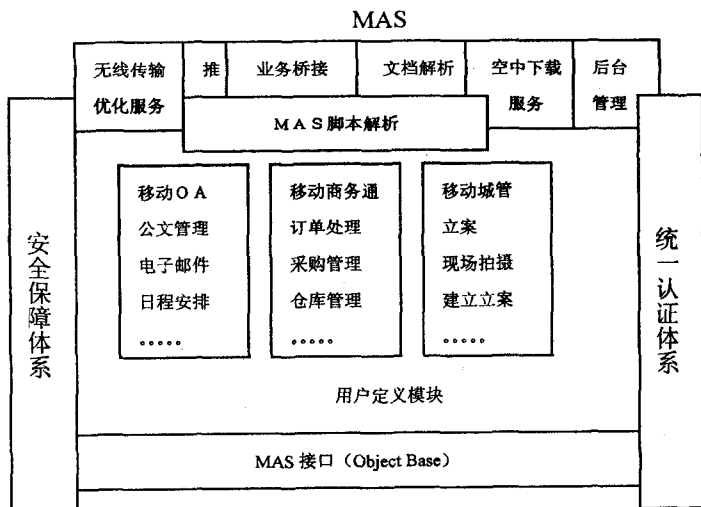 MAS
无线传输
优化服务
推
业务桥接
文档解析
空中下载
服务
后台
管理
MAS脚本解析
安全保障体系
移动OA
公文管理
电子邮件
日程安排
。。。。。
移动商务通
订单处理
采购管理
仓库管理
。。。。。
移动城管
立案
现场拍摄
建立立案
。。。。。
统一认证体系
用户定义模块
MAS 接口（Object Base）